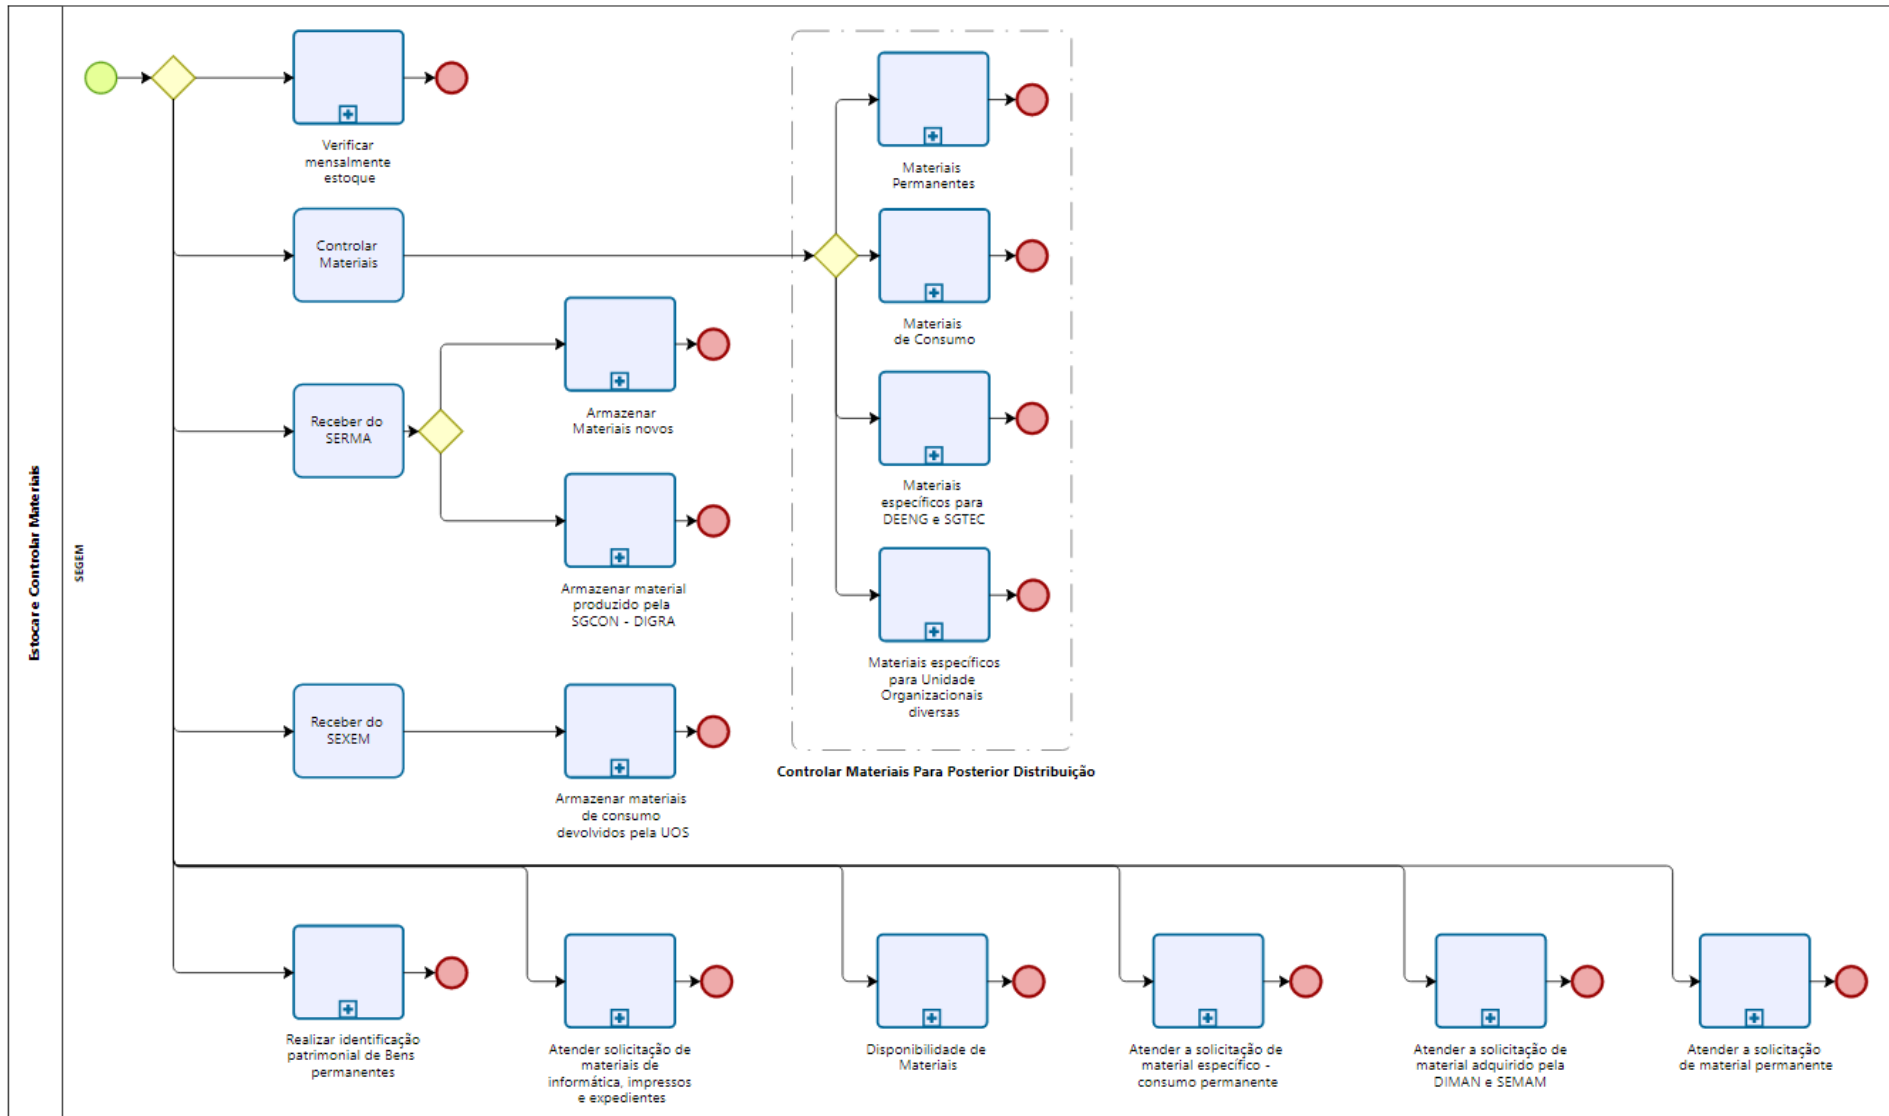 Estocar e Controlar Materiais
SEGEM
Verificar
mensalmente
estoque
Controlar
Materiais
Receber do
SERMA
Armazenar
Materiais novos
Armazenar material
produzido pela
SGCON - DIGRA
Receber do
SEXEM
Armazenar materiais
de consumo
devolvidos pela UOS
Materiais
Permanentes
Materiais
de Consumo
Materiais
específicos para
DEENG e SGTEC
Materiais específicos
para Unidade
Organizacionais
diversas
Controlar Materiais Para Posterior Distribuição
Realizar identificação
patrimonial de Bens
permanentes
Atender solicitação de
materiais de
informática, impressos
e expedientes
Disponibilidade de
Materiais
Atender a solicitação de
material específico -
consumo permanente
Atender a solicitação de
material adquirido pela
DIMAN e SEMAM
Atender a solicitação
de material permanente